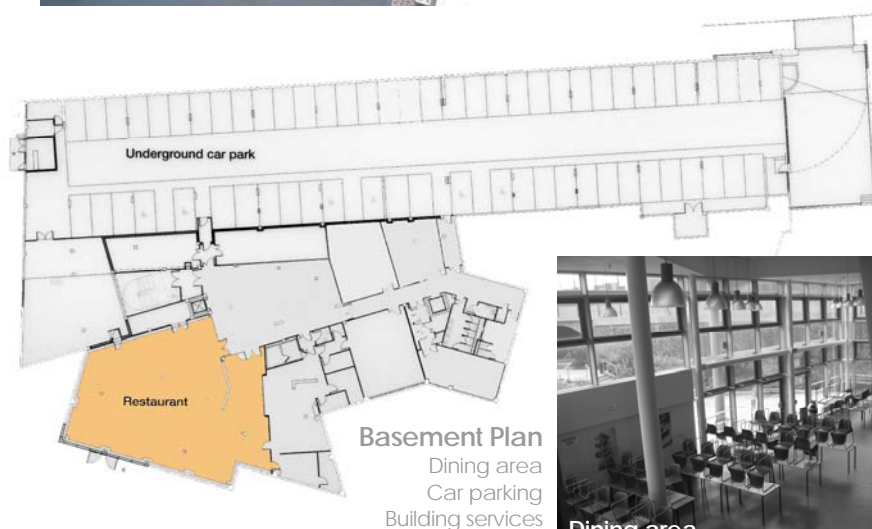 Underground car park
Restaurant
Basement Plan
Dining area
Car parking
Building services
Dining area